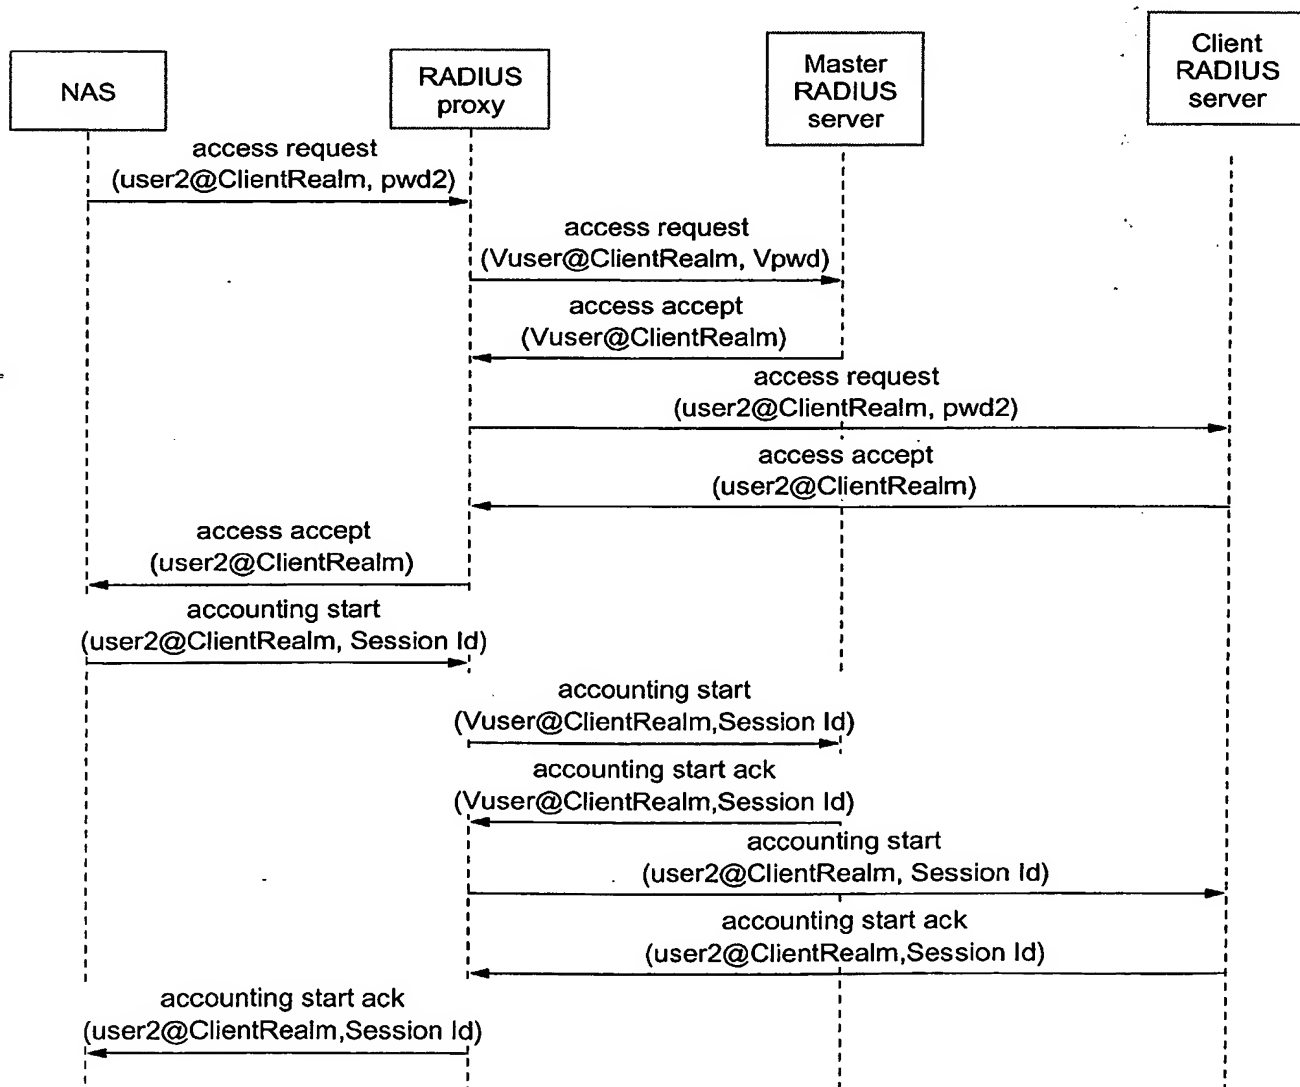 NAS
RADIUS
proxy
Master
RADIUS
server
Client
RADIUS
server
access request
(user2@ClientRealm, pwd2)
access request
(Vuser@ClientRealm, Vpwd)
access accept
(Vuser@ClientRealm)
access request
(user2@ClientRealm, pwd2)
access accept
(user2@ClientRealm)
access accept
(user2@ClientRealm)
accounting start
(user2@ClientRealm, Session Id)
accounting start
(Vuser@ClientRealm,Session Id)
accounting start ack
(Vuser@ClientRealm,Session Id)
accounting start
(user2@ClientRealm, Session Id)
accounting start ack
(user2@ClientRealm,Session Id)
accounting start ack
(user2@ClientRealm,Session Id)